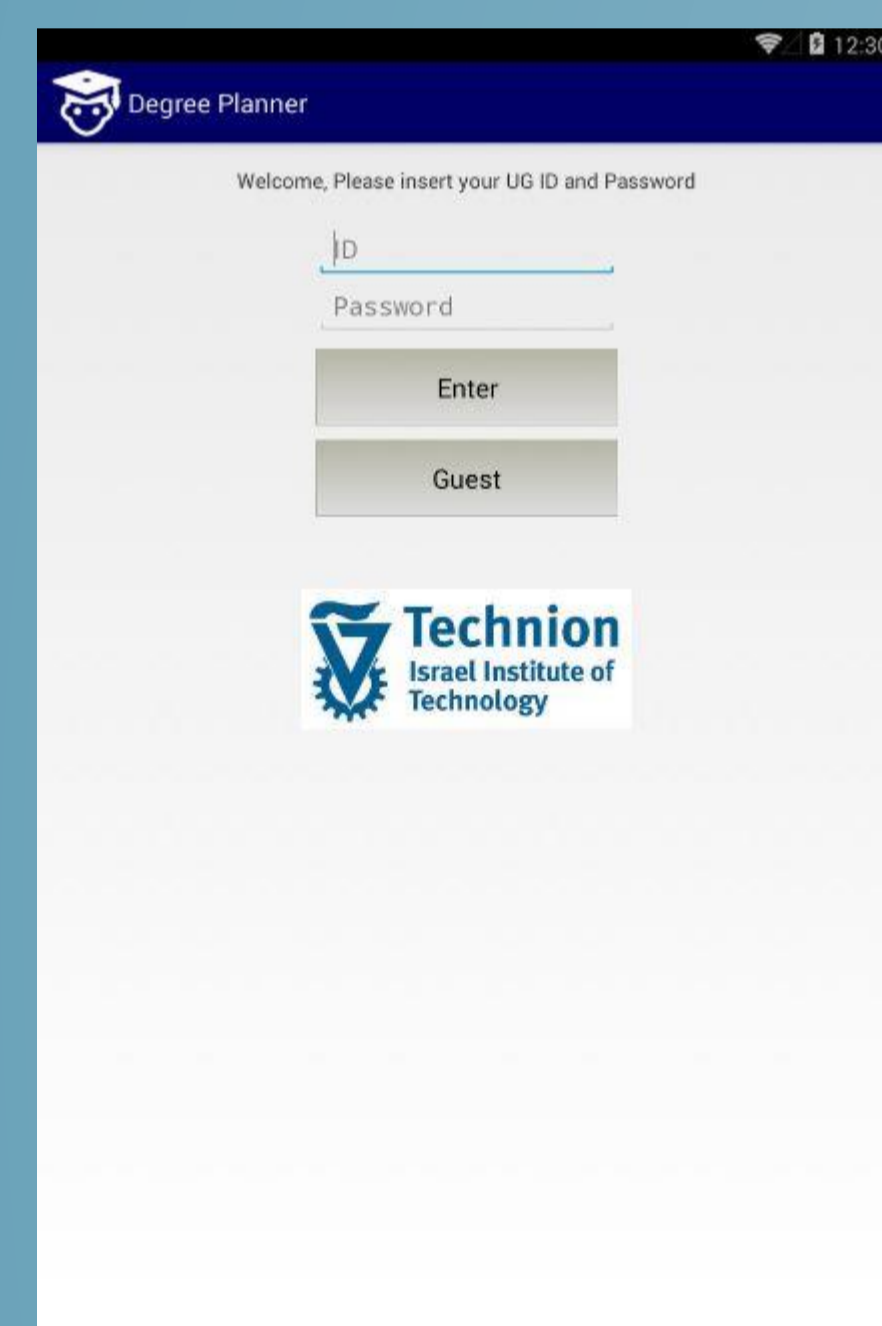 12:30
Degree Planner
Welcome, Please insert your UG ID and Password
ID
Password
Enter
Guest
Technion
Israel Institute of
Technology